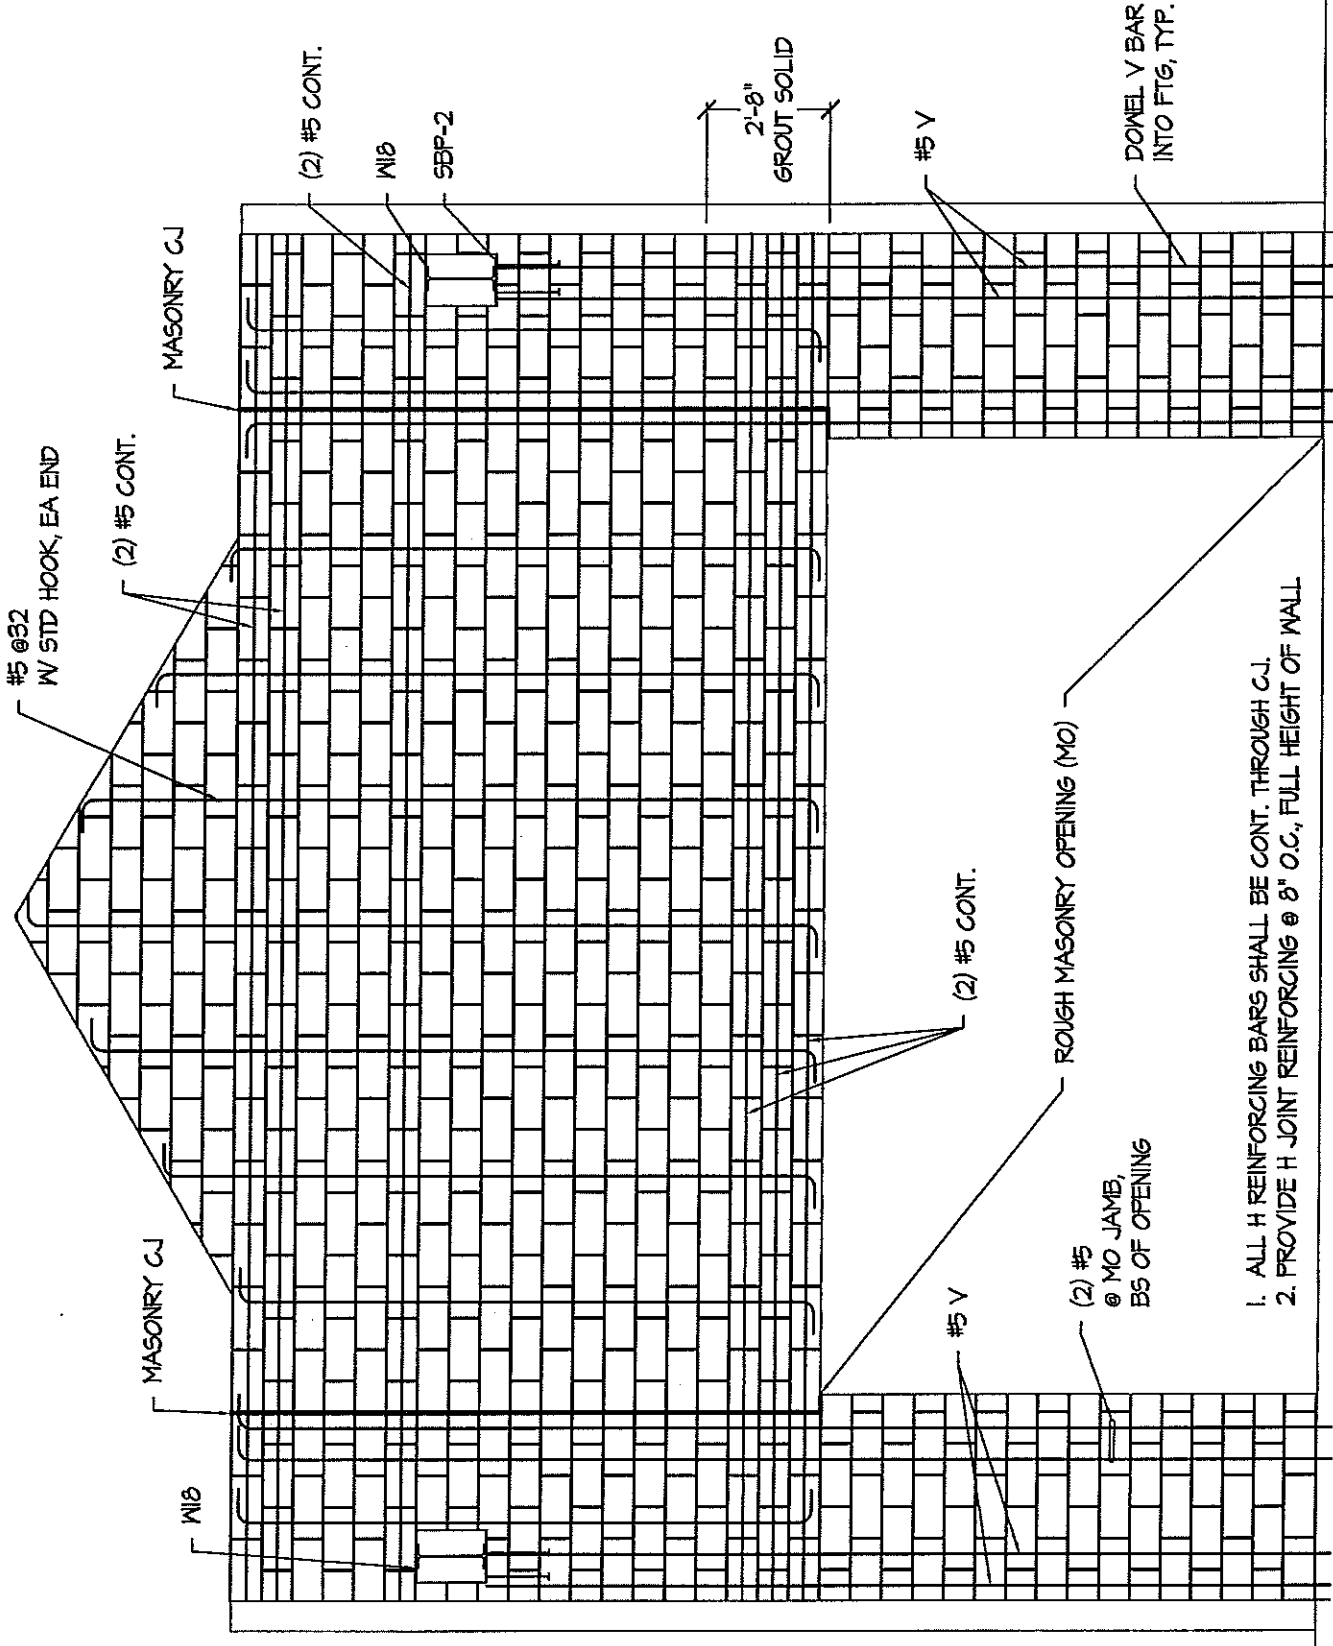 #5 @32
W/ STD HOOK, EA END
(2) #5 CONT.
MASONRY CJ
MASONRY CJ
(2) #5 CONT.
W18
SBP-2
W18
2'-8"
GROUT SOLID
#5 V
DOWEL V BAR
INTO FTG, TYP.
(2) #5 CONT.
ROUGH MASONRY OPENING (MO)
#5 V
(2) #5
@ MO JAMB,
BS OF OPENING
1. ALL H REINFORCING BARS SHALL BE CONT. THROUGH CJ.
2. PROVIDE H JOINT REINFORCING @ 8" O.C., FULL HEIGHT OF WALL